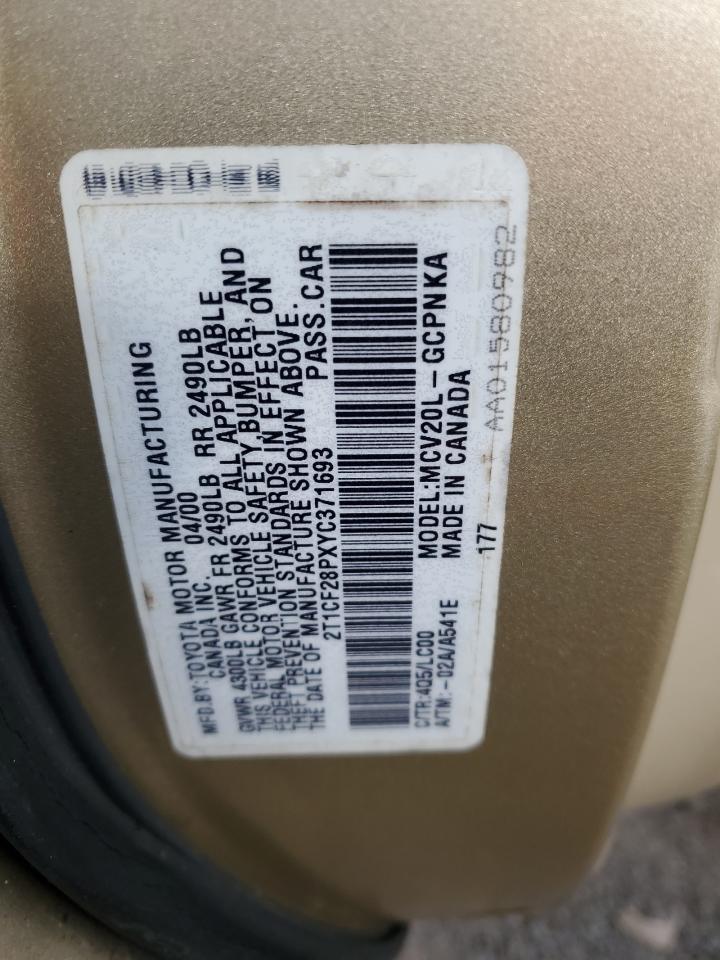 MFD.BY:TOYOTA MOTOR MANUFACTURING
CANADA INC. 04/00
GVWR 4300LB GAWR FR 2490LB RR 2490LB
THIS VEHICLE CONFORMS TO ALL APPLICABLE
FEDERAL MOTOR VEHICLE SAFETY,BUMPER, AND
THEFT PREVENTION STANDARDS IN EFFECT ON
THE DATE OF MANUFACTURE SHOWN ABOVE.
2T1CF28PXYC371693 PASS.CAR
C/TR:4Q5/LC00 MODEL:MCV20L-GCPNKA
A/TM:-02A/A541E MADE IN CANADA
177
AA01580982